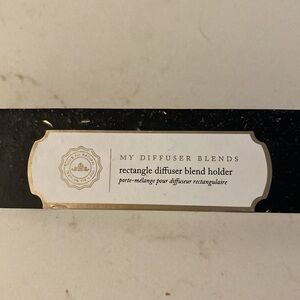 MY DIFFUSER BLENDS
rectangle diffuser blend holder
porte-mélange pour diffuseur rectangulaire